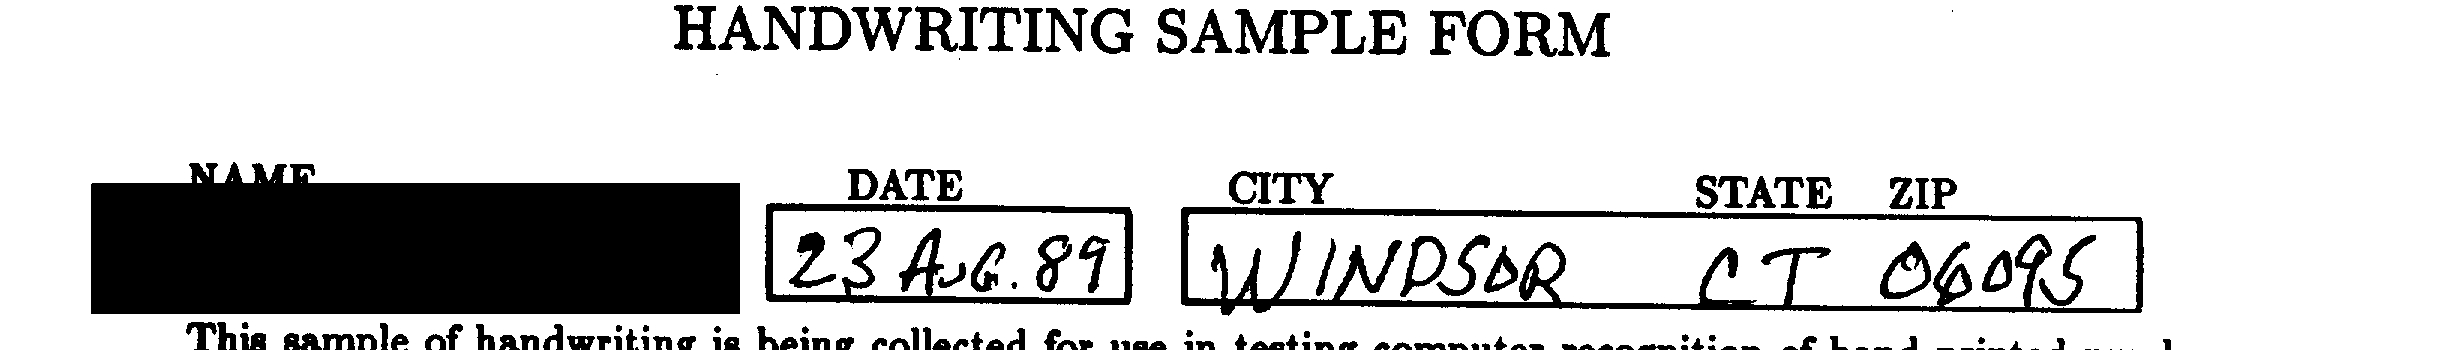 HANDWRITING SAMPLE FORM
NAME DATE CITY STATE ZIP
23 AUG. 89 WINDSOR CT 06095
This sample of handwriting is being collected for use in testing computer recognition of hand printed